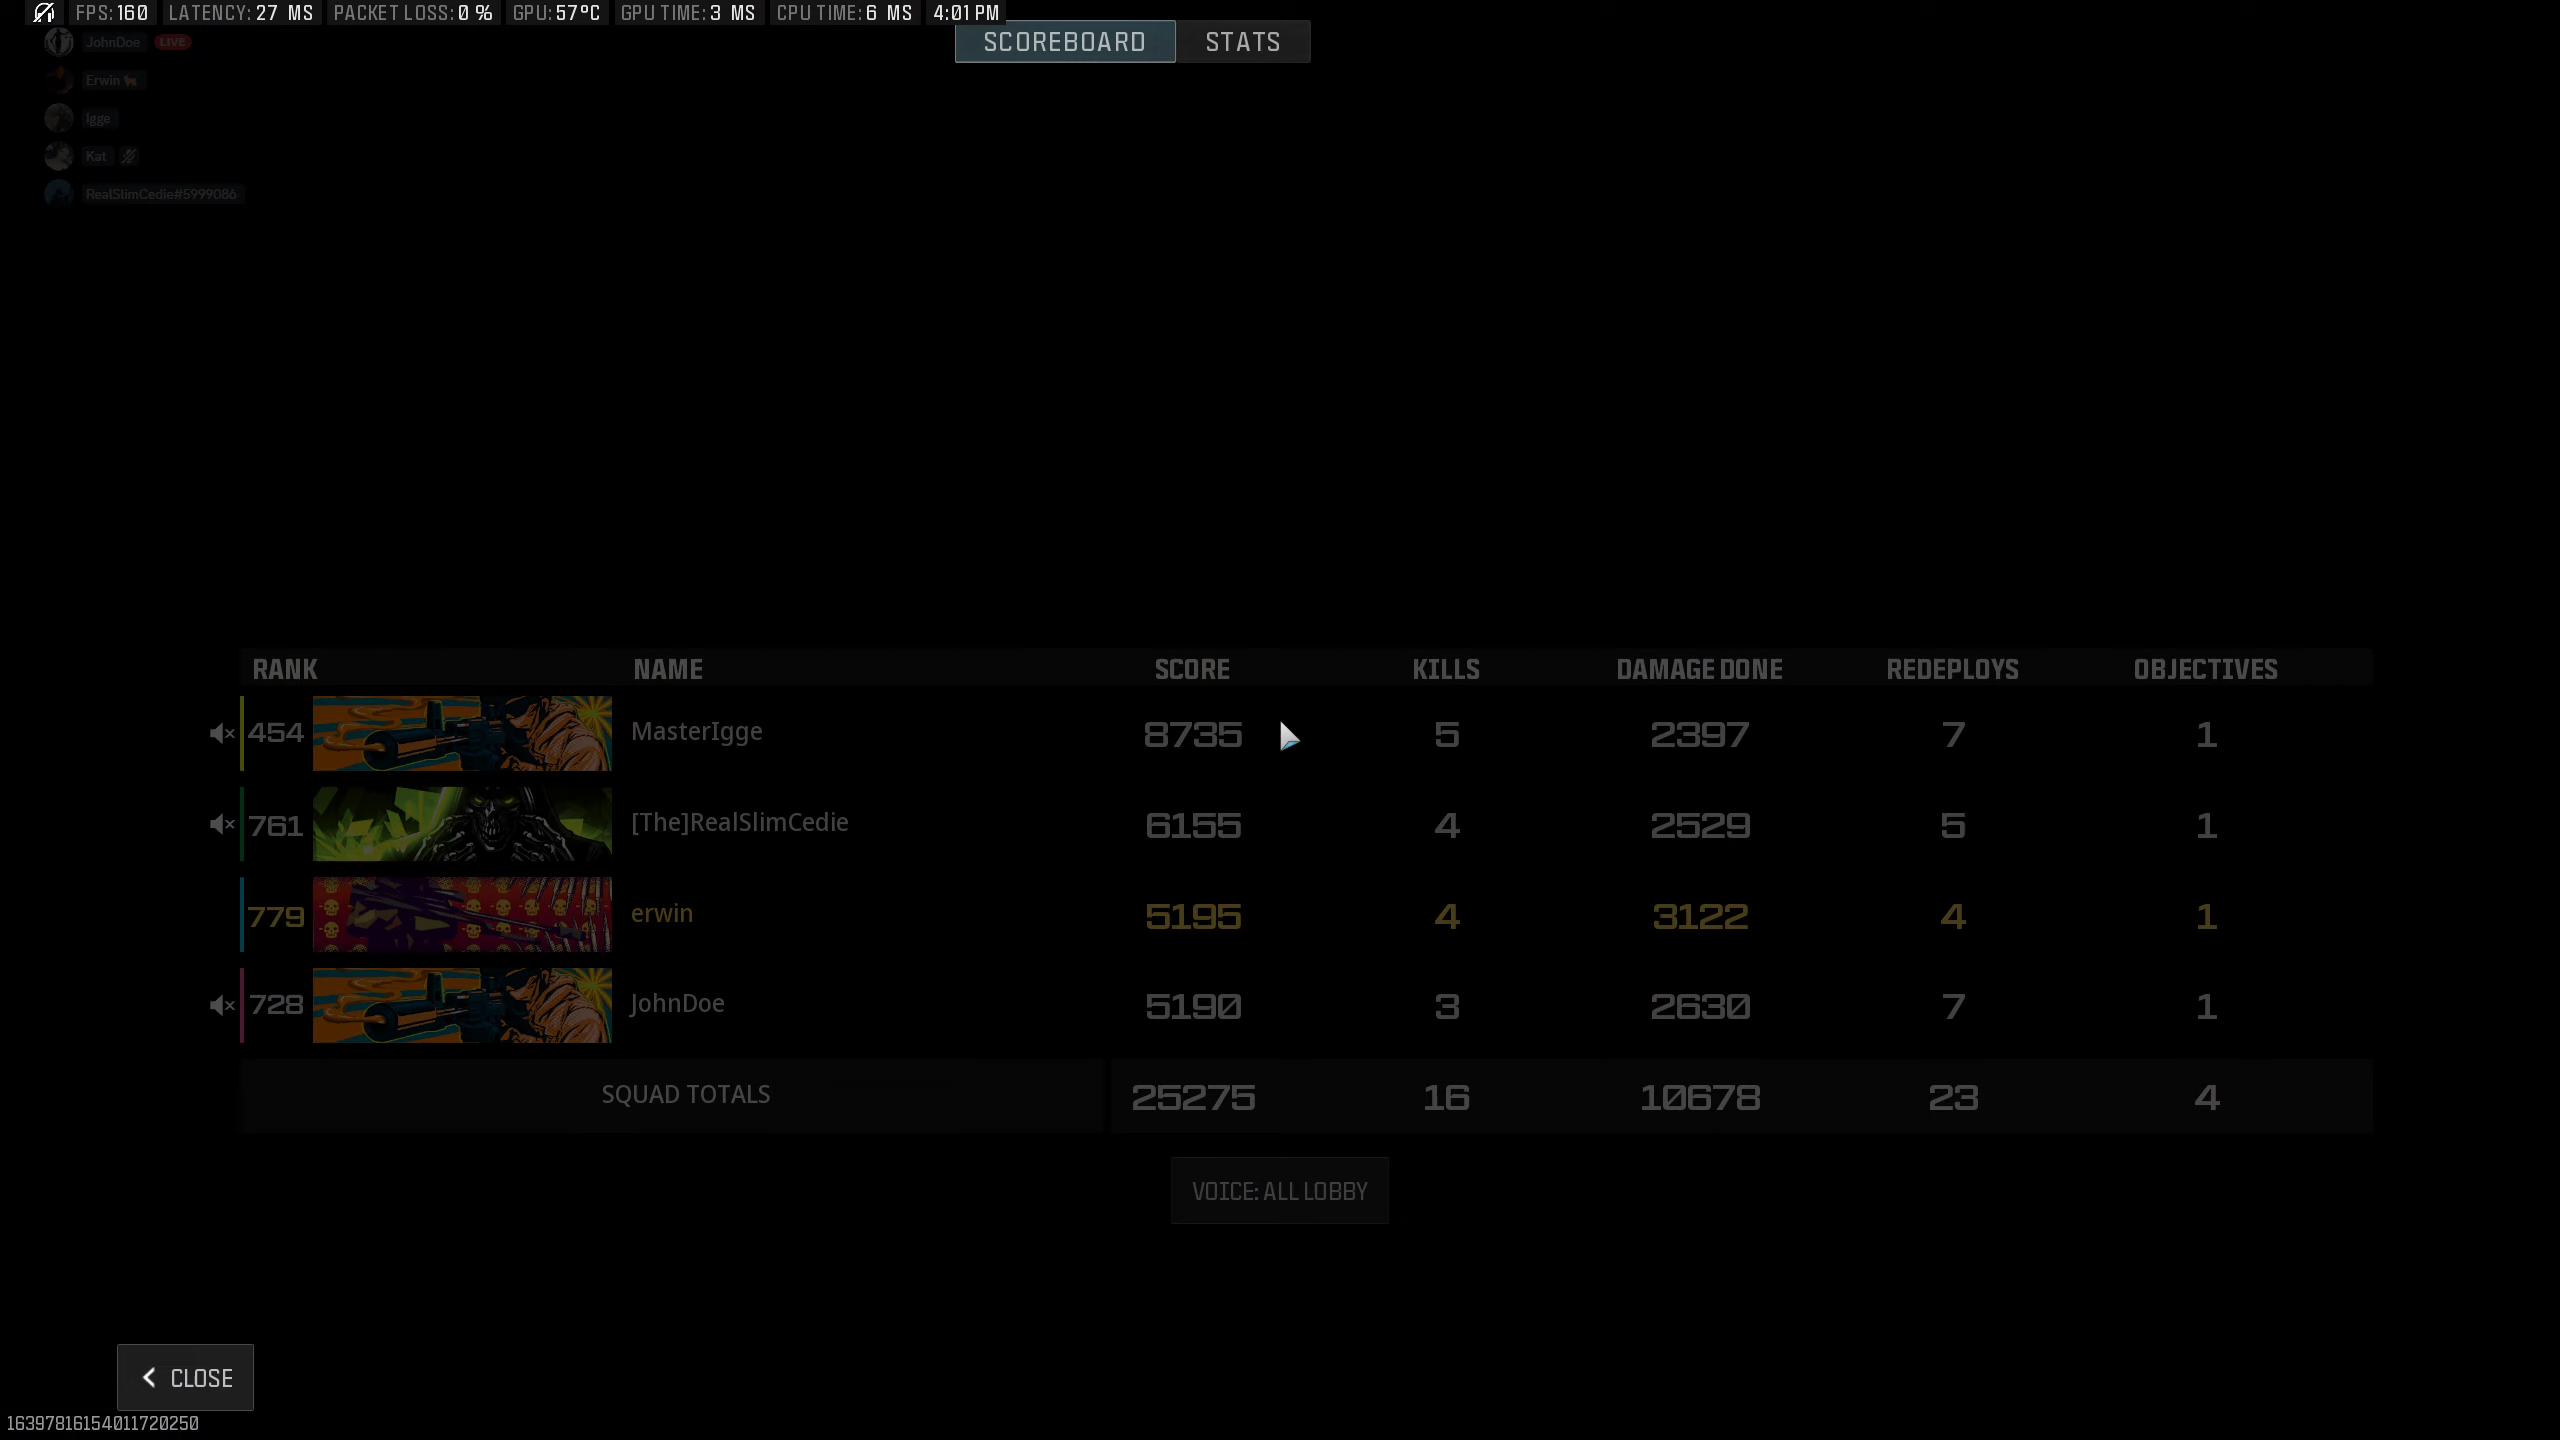 FPS: 160 LATENCY: 27 MS PACKET LOSS: 0 % GPU: 57°C GPU TIME: 3 MS CPU TIME: 6 MS 4:01 PM
SCOREBOARD STATS
JohnDoe LIVE
Erwin
Igge
Kat
RealSlimCedie#5999086
RANK NAME SCORE KILLS DAMAGE DONE REDEPLOYS OBJECTIVES
454 MasterIgge 8735 5 2397 7 1
761 [The]RealSlimCedie 6155 4 2529 5 1
779 erwin 5195 4 3122 4 1
728 JohnDoe 5190 3 2630 7 1
SQUAD TOTALS 25275 16 10678 23 4
VOICE: ALL LOBBY
CLOSE
16397816154011720250